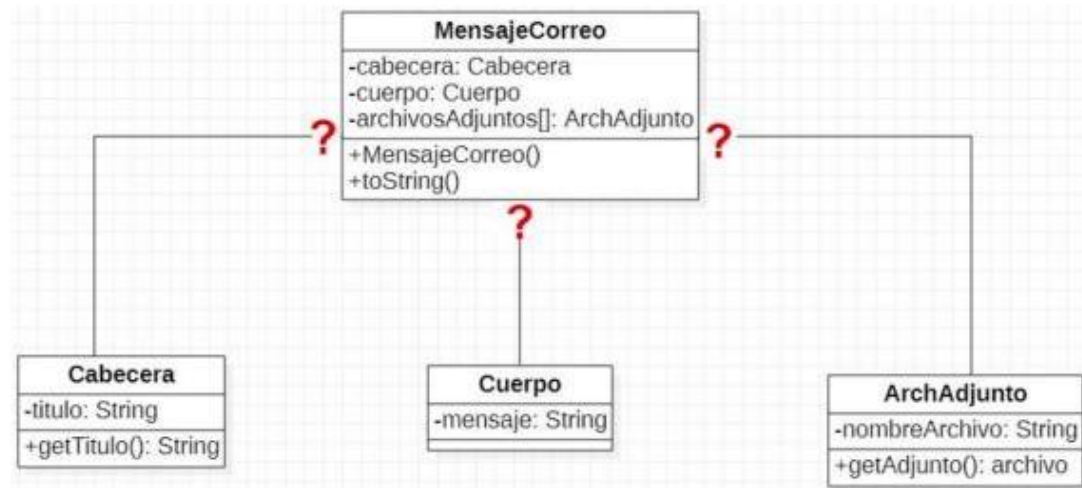 MensajeCorreo
-cabecera: Cabecera
-cuerpo: Cuerpo
-archivosAdjuntos[]: ArchAdjunto
+MensajeCorreo()
+toString()
?
?
?
Cabecera
-titulo: String
+getTitulo(): String
Cuerpo
-mensaje: String
ArchAdjunto
-nombreArchivo: String
+getAdjunto(): archivo